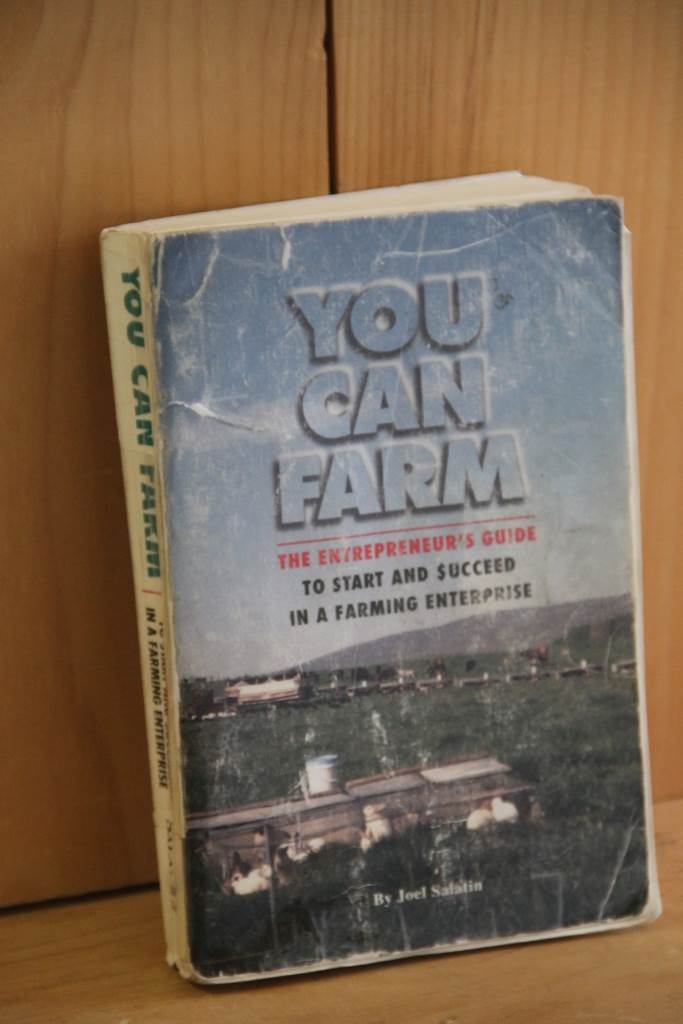 YOU
CAN
FARM
THE ENTREPRENEUR'S GUIDE
TO START AND $UCCEED
IN A FARMING ENTERPRISE
By Joel Salatin
YOU CAN FARM
IN A FARMING ENTERPRISE